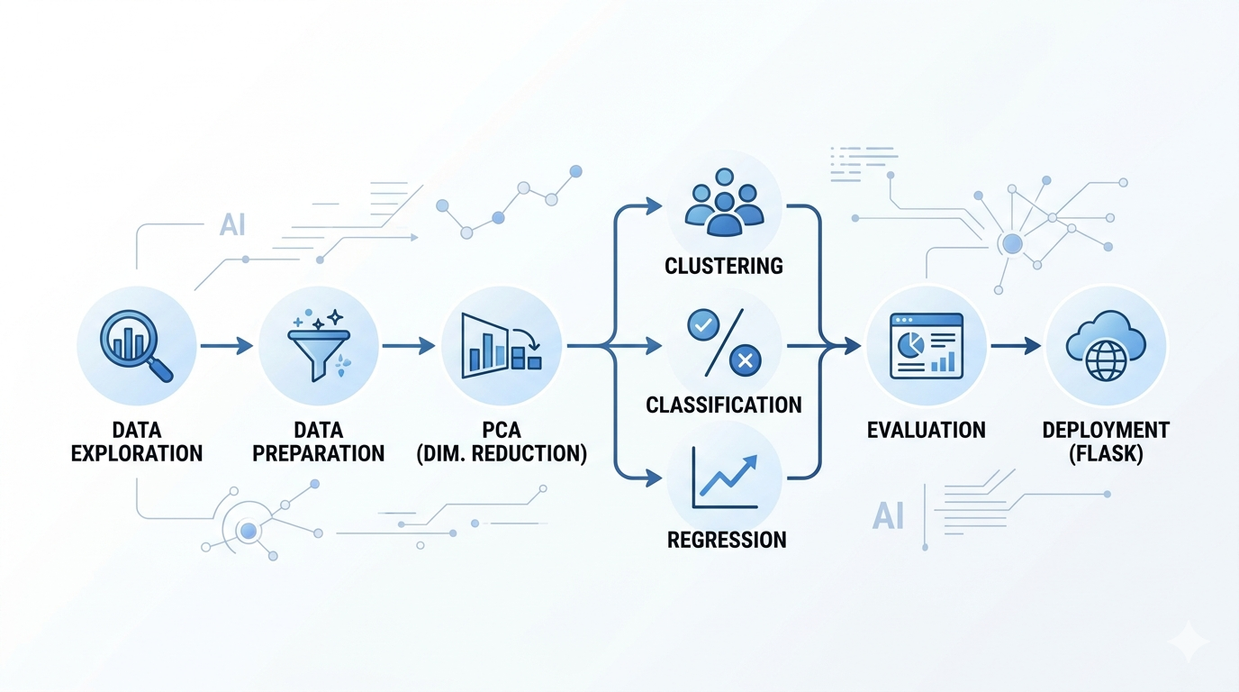 AI
DATA
EXPLORATION
DATA
PREPARATION
PCA
(DIM. REDUCTION)
CLUSTERING
CLASSIFICATION
REGRESSION
EVALUATION
DEPLOYMENT
(FLASK)
AI